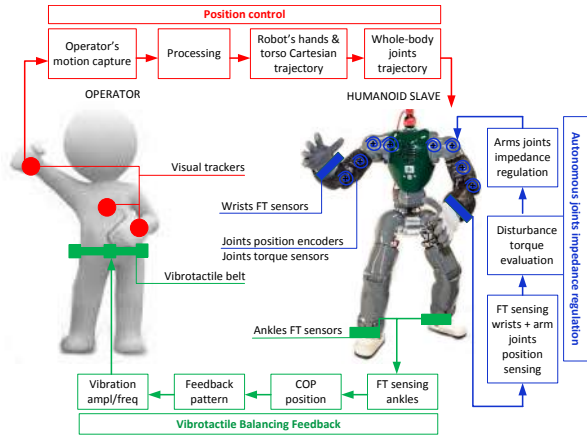 Position control
Operator's
motion capture
Processing
Robot's hands &
torso Cartesian
trajectory
Whole-body
joints
trajectory
OPERATOR
HUMANOID SLAVE
Visual trackers
Wrists FT sensors
Joints position encoders
Joints torque sensors
Vibrotactile belt
Ankles FT sensors
Arms joints
impedance
regulation
Disturbance
torque
evaluation
FT sensing
wrists + arm
joints
position
sensing
Autonomous joints impedance regulation
Vibration
ampl/freq
Feedback
pattern
COP
position
FT sensing
ankles
Vibrotactile Balancing Feedback